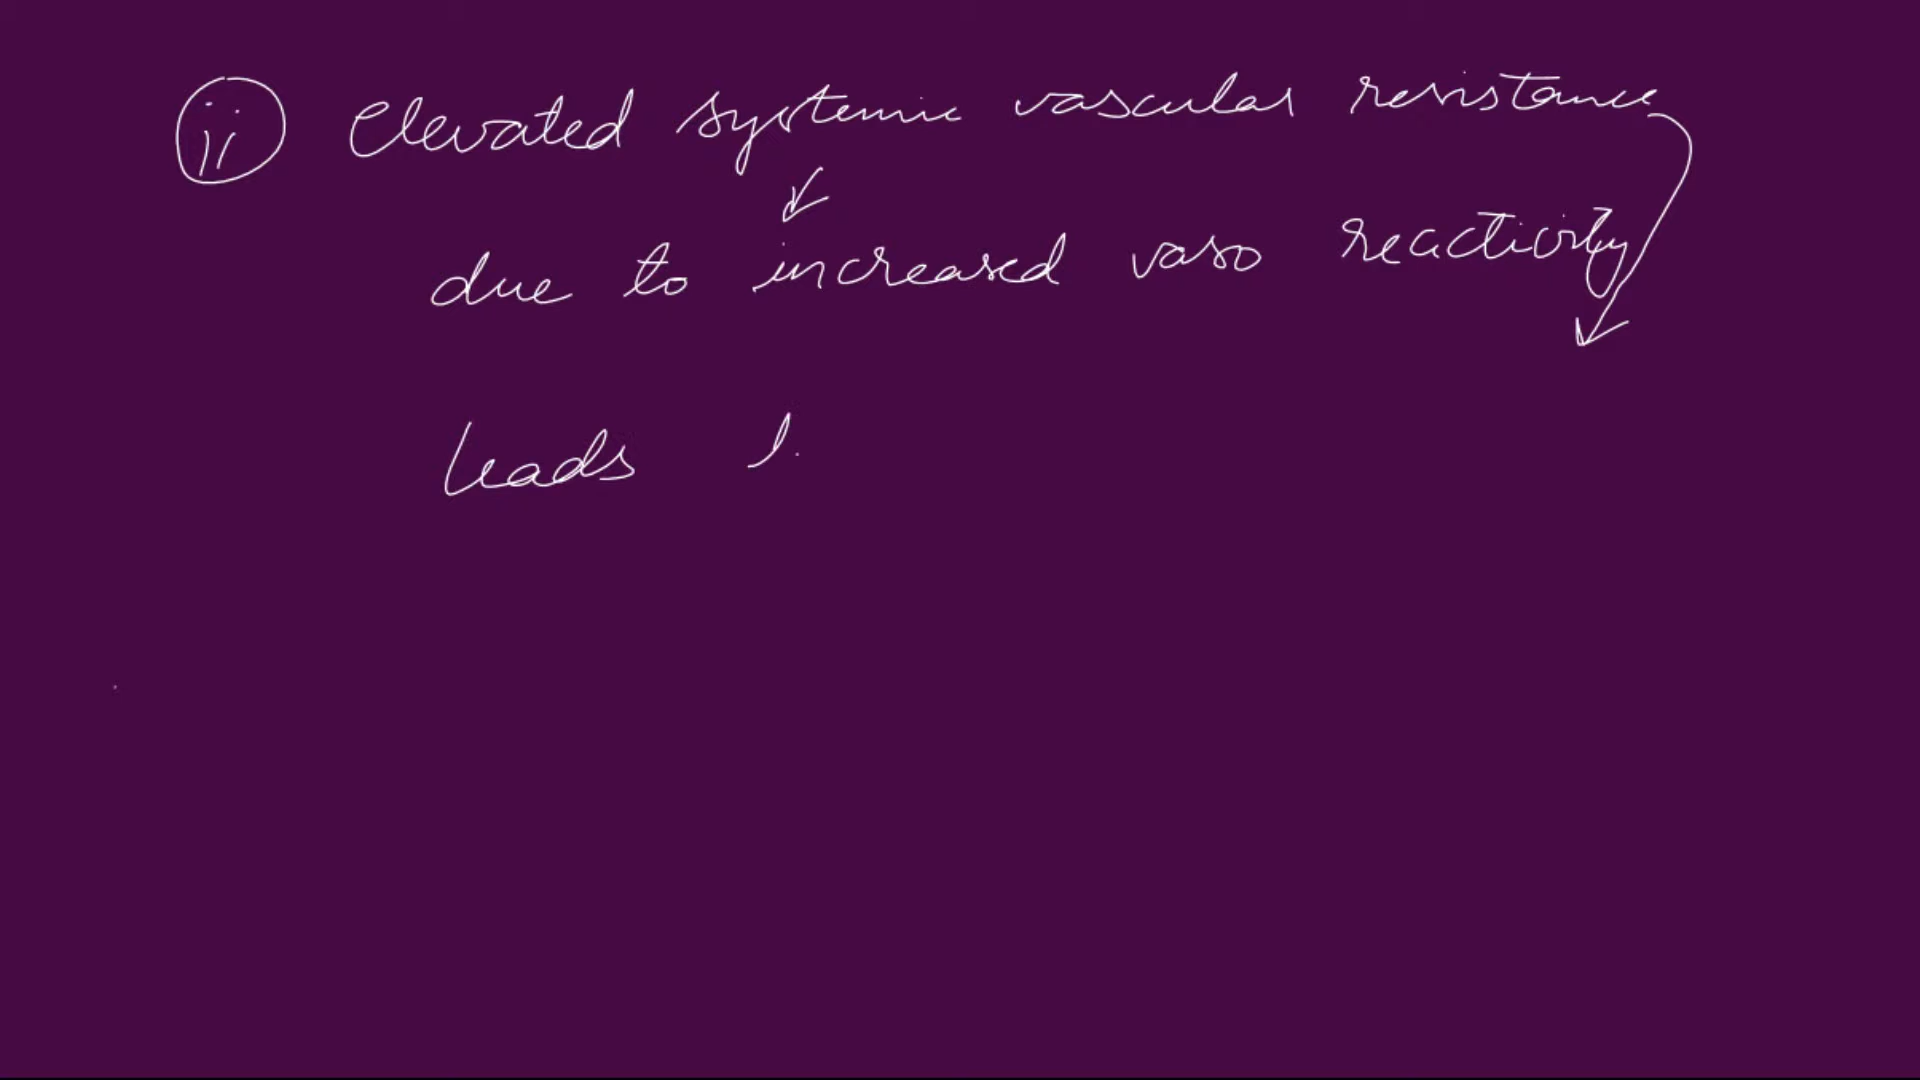 ii Elevated systemic vascular resistance
due to increased vaso reactivity
leads